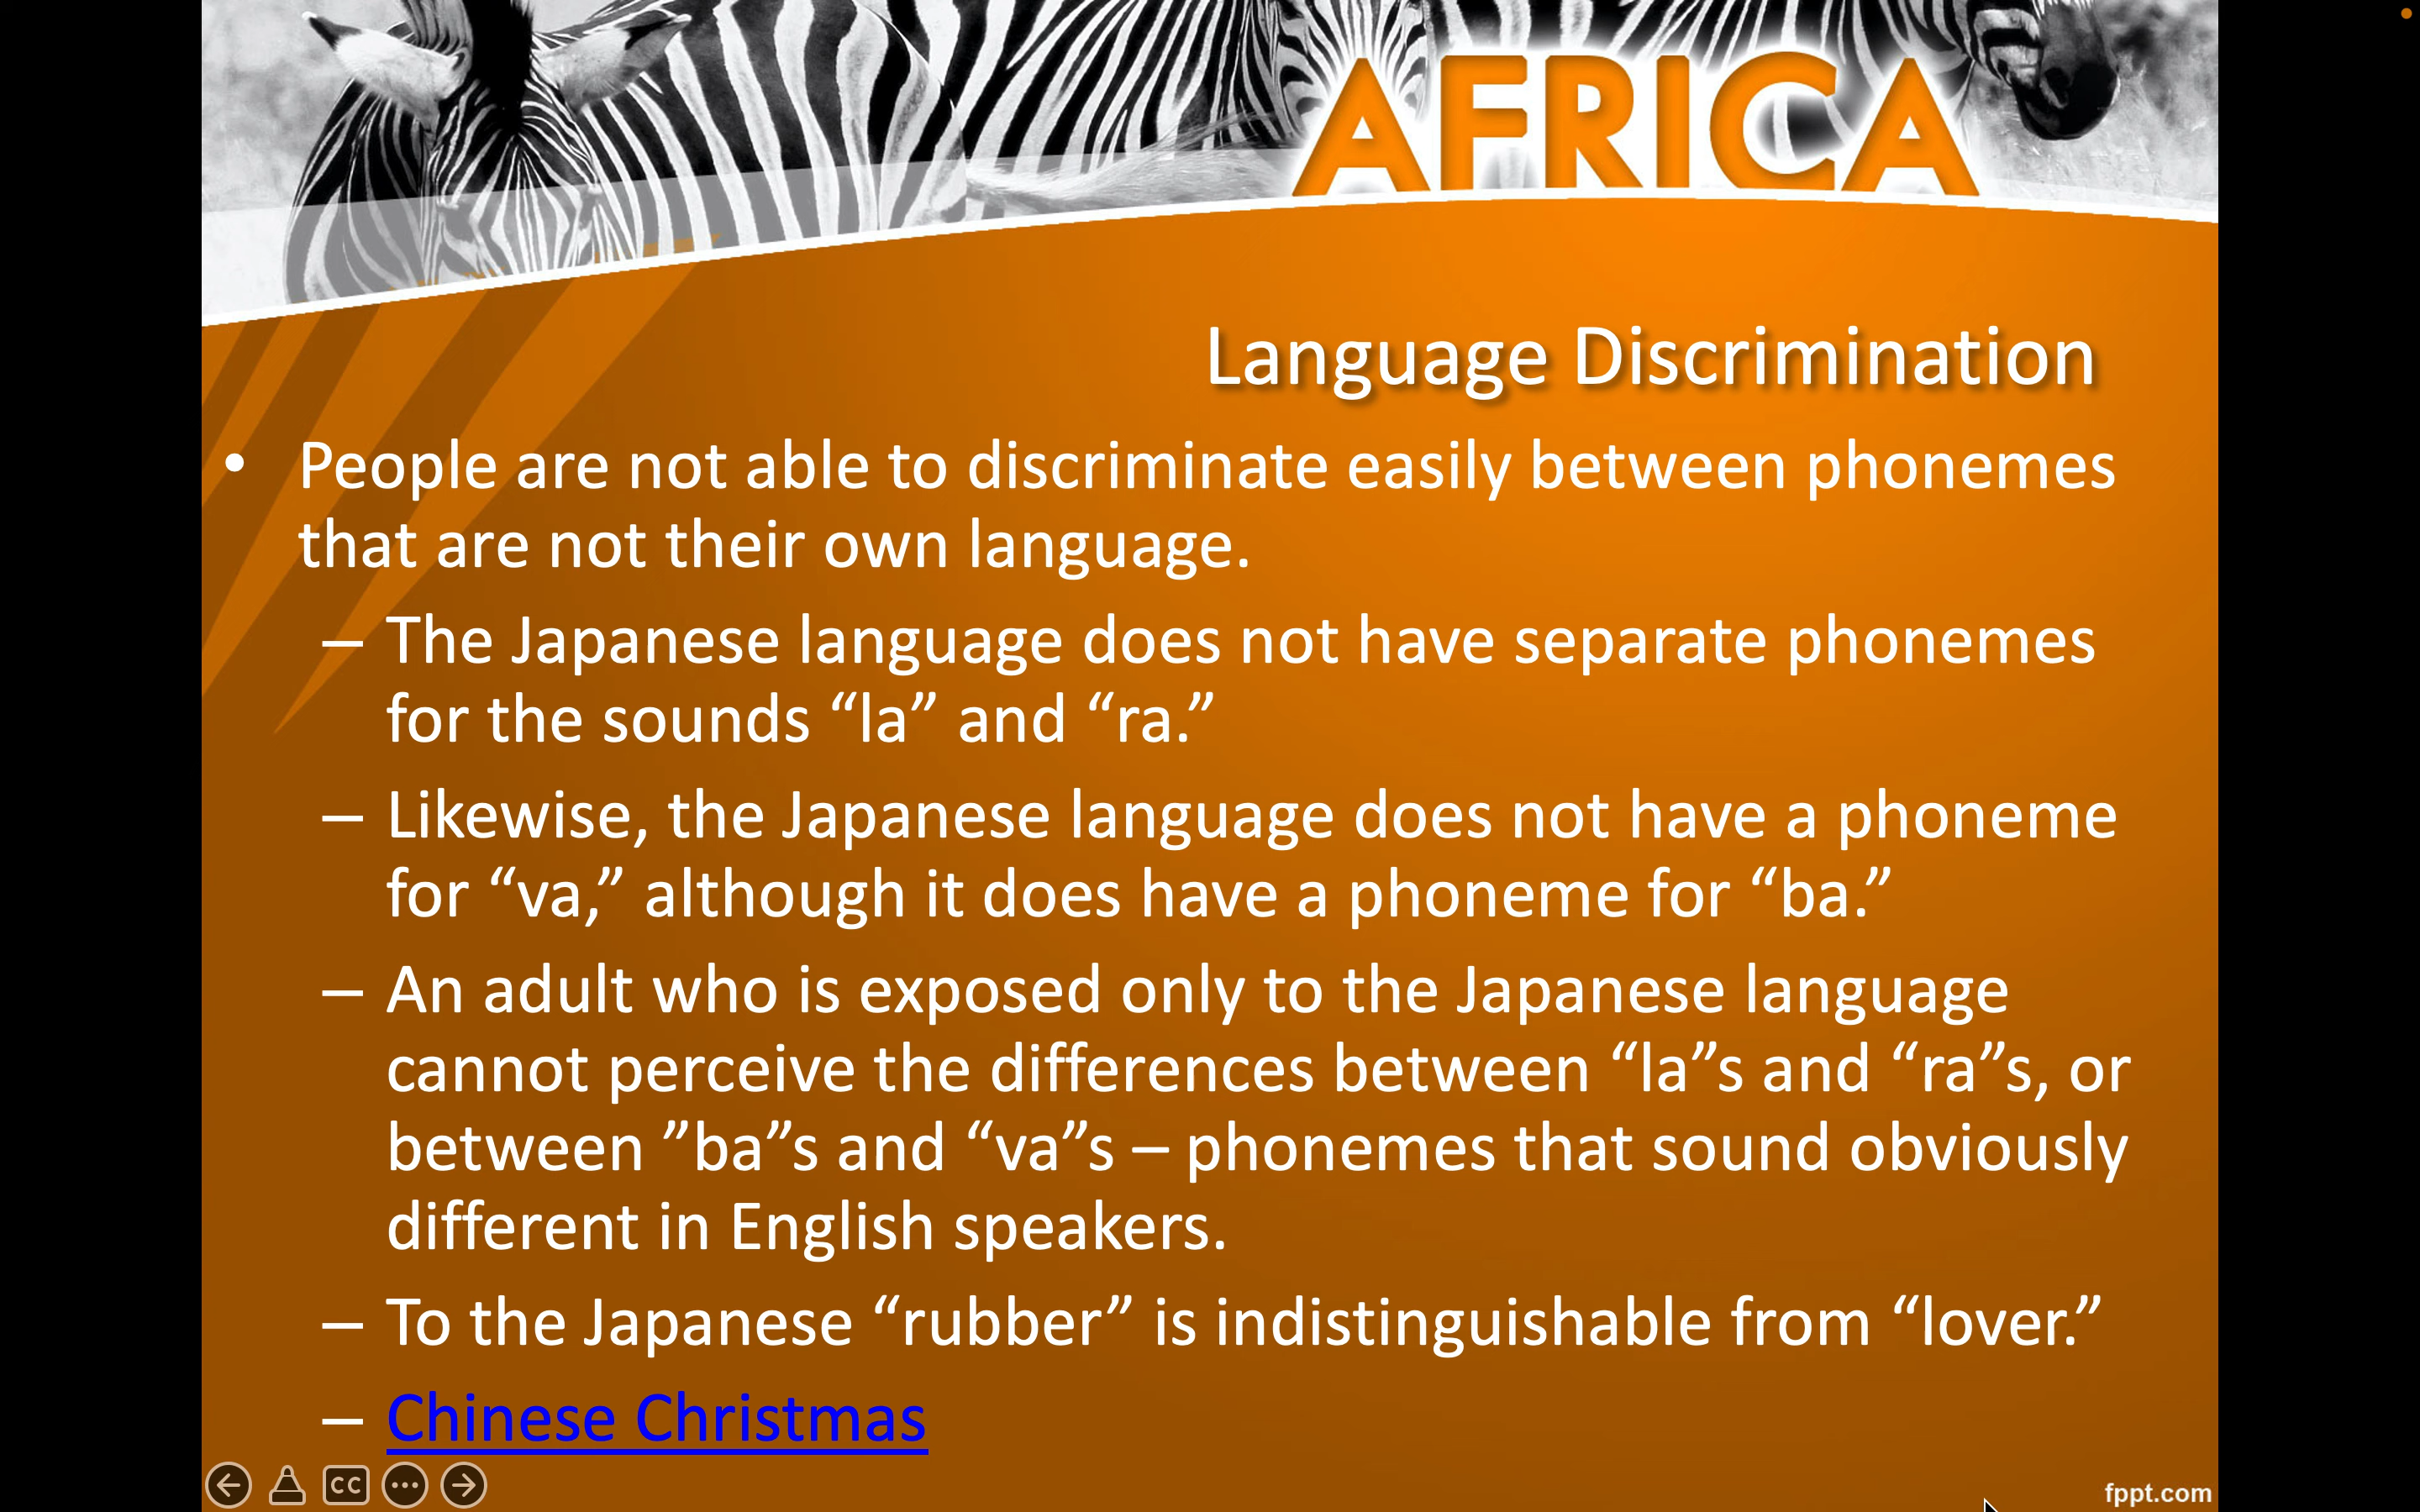 AFRICA
Language Discrimination
• People are not able to discriminate easily between phonemes
that are not their own language.
– The Japanese language does not have separate phonemes
for the sounds “la” and “ra.”
– Likewise, the Japanese language does not have a phoneme
for “va,” although it does have a phoneme for “ba.”
– An adult who is exposed only to the Japanese language
cannot perceive the differences between “la”s and “ra”s, or
between ”ba”s and “va”s – phonemes that sound obviously
different in English speakers.
– To the Japanese “rubber” is indistinguishable from “lover.”
– Chinese Christmas
CC
fppt.com